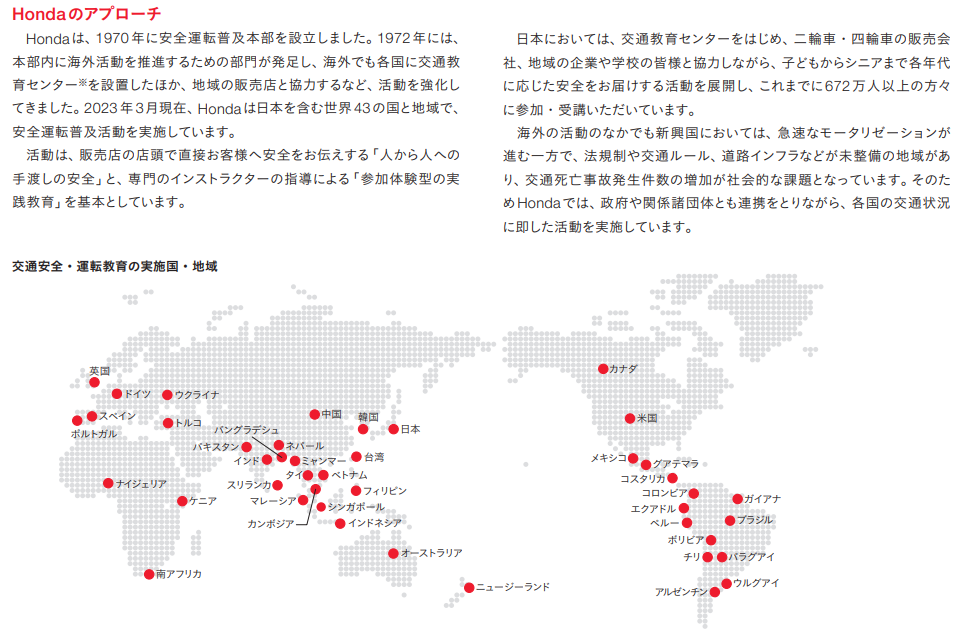 Hondaのアプローチ
Hondaは、1970年に安全運転普及本部を設立しました。1972年には、
本部内に海外活動を推進するための部門が発足し、海外でも各国に交通教
育センター※を設置したほか、地域の販売店と協力するなど、活動を強化し
てきました。2023年3月現在、Hondaは日本を含む世界43の国と地域で、
安全運転普及活動を実施しています。
活動は、販売店の店頭で直接お客様へ安全をお伝えする「人から人への
手渡しの安全」と、専門のインストラクターの指導による「参加体験型の実
践教育」を基本としています。
日本においては、交通教育センターをはじめ、二輪車・四輪車の販売会
社、地域の企業や学校の皆様と協力しながら、子どもからシニアまで各年代
に応じた安全をお届けする活動を展開し、これまでに672万人以上の方々
に参加・受講いただいています。
海外の活動のなかでも新興国においては、急速なモータリゼーションが
進む一方で、法規制や交通ルール、道路インフラなどが未整備の地域があ
り、交通死亡事故発生件数の増加が社会的な課題となっています。そのた
めHondaでは、政府や関係諸団体とも連携をとりながら、各国の交通状況
に即した活動を実施しています。
交通安全・運転教育の実施国・地域
英国
ドイツ
ウクライナ
スペイン
ポルトガル
トルコ
バングラデシュ
中国
韓国
日本
パキスタン
ネパール
インド
ミャンマー
台湾
タイ
ベトナム
ナイジェリア
スリランカ
フィリピン
ケニア
マレーシア
シンガポール
カンボジア
インドネシア
オーストラリア
南アフリカ
ニュージーランド
カナダ
米国
メキシコ
グアテマラ
コスタリカ
コロンビア
ガイアナ
エクアドル
ペルー
ブラジル
ボリビア
チリ
パラグアイ
ウルグアイ
アルゼンチン